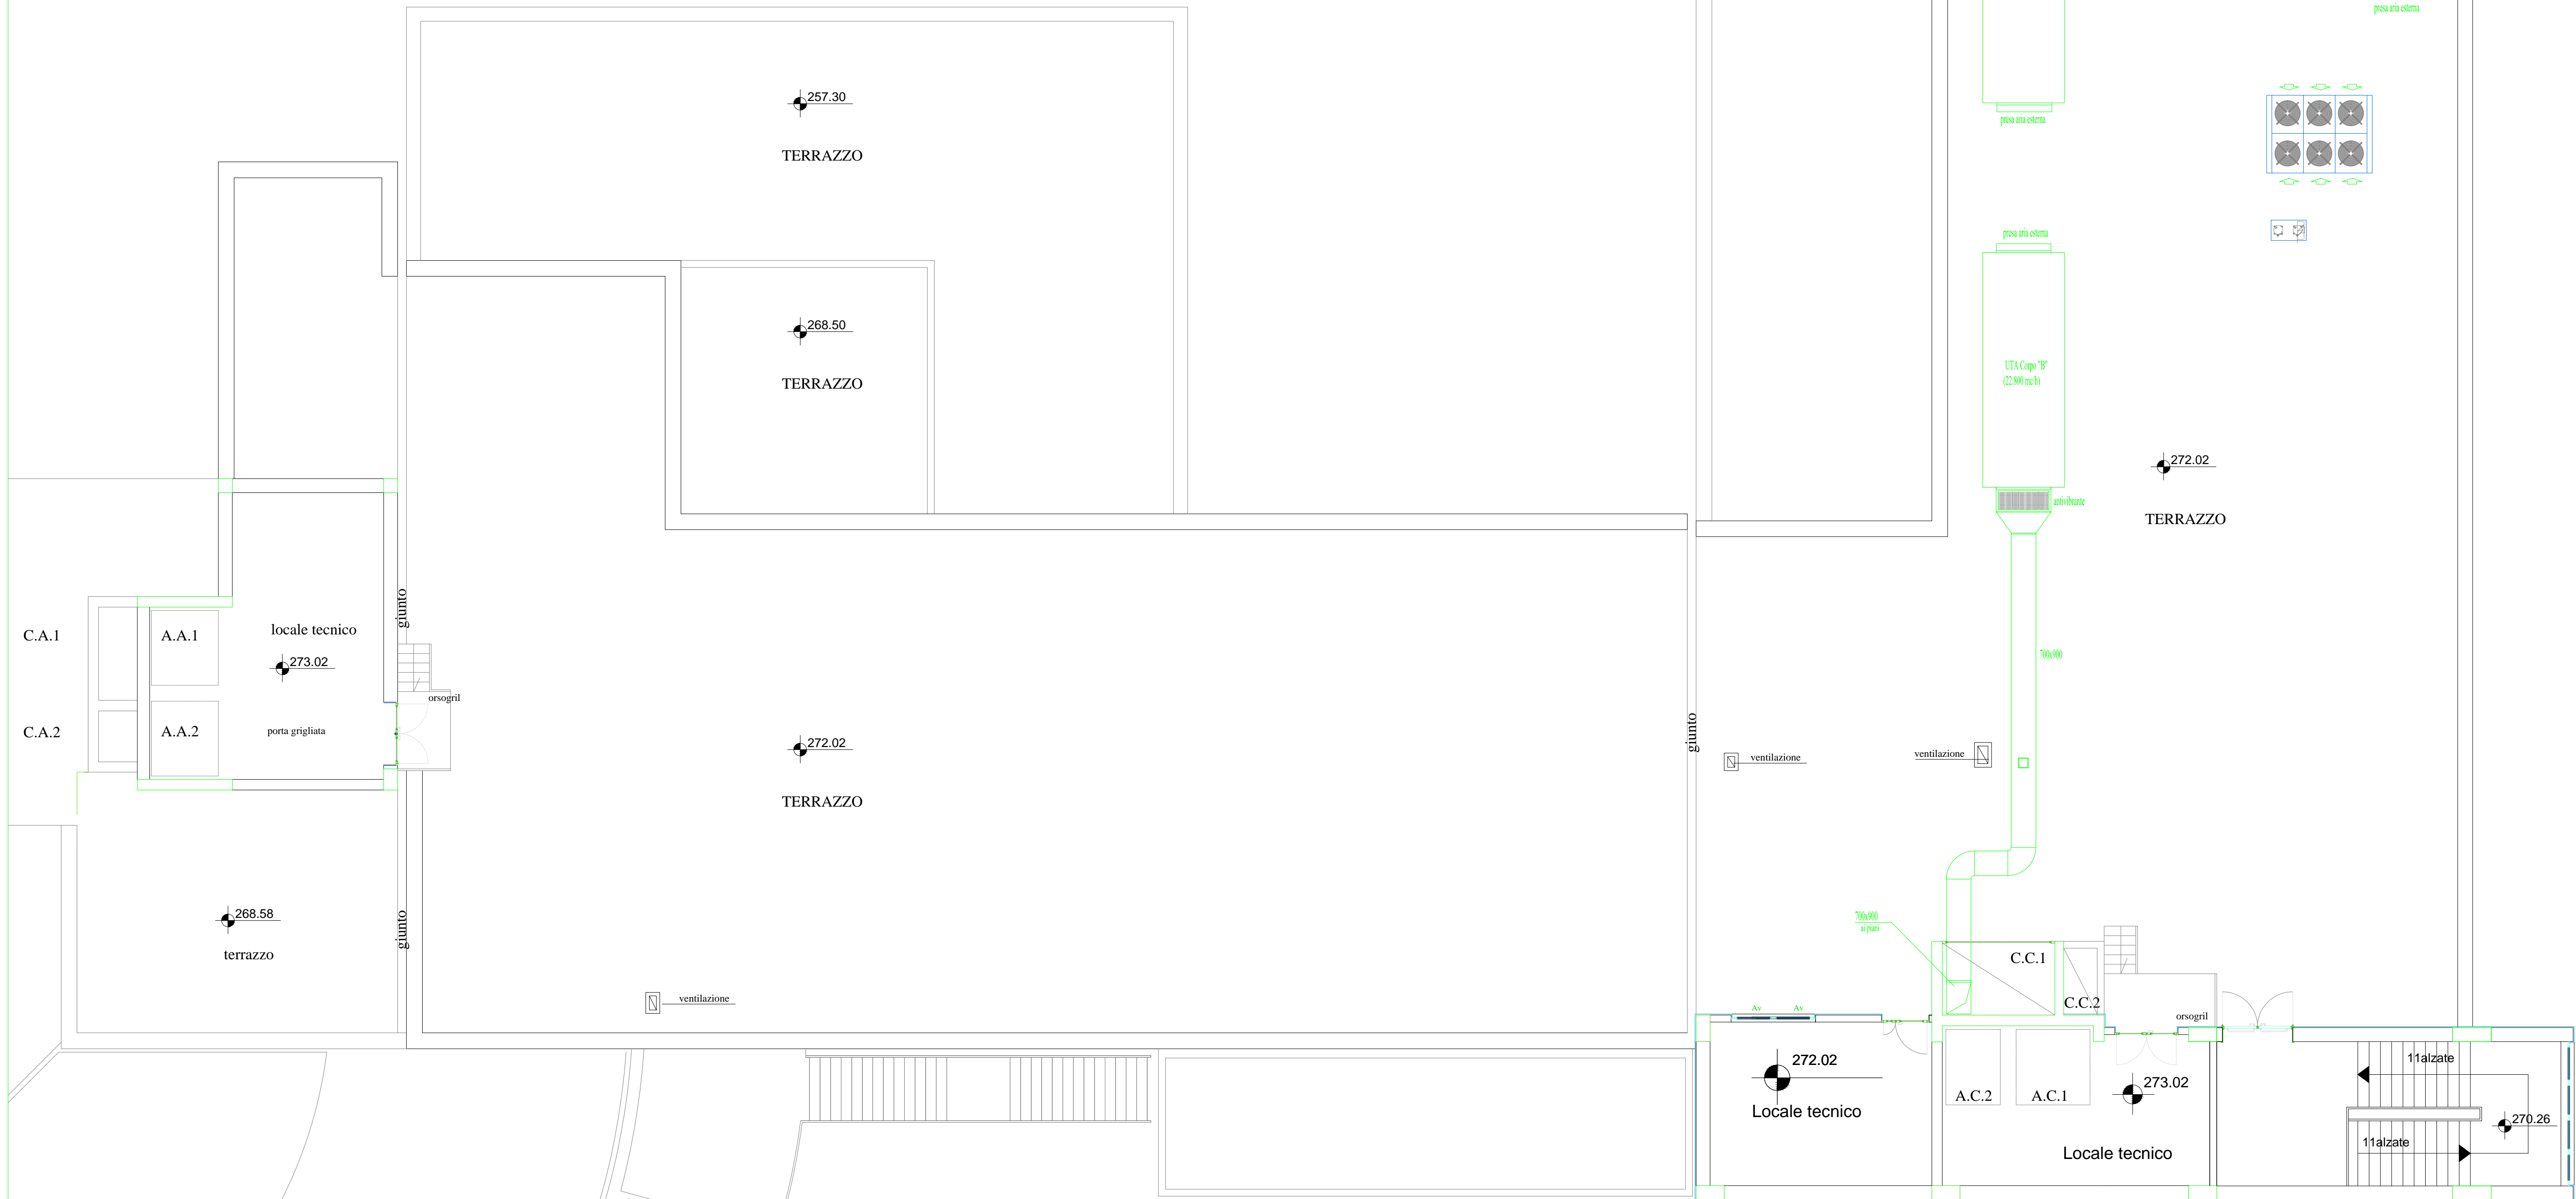 presa aria esterna
257.30
TERRAZZO
presa aria esterna
presa aria esterna
268.50
TERRAZZO
UTA Corpo "B"
(22.800 mc/h)
272.02
TERRAZZO
antivibrante
giunto
C.A.1
A.A.1
locale tecnico
273.02
700x900
orsogril
C.A.2
A.A.2
porta grigliata
giunto
272.02
TERRAZZO
ventilazione
ventilazione
268.58
terrazzo
giunto
700x900
ai piani
C.C.1
ventilazione
C.C.2
Av
Av
orsogril
272.02
Locale tecnico
A.C.2
A.C.1
273.02
Locale tecnico
11alzate
270.26
11alzate